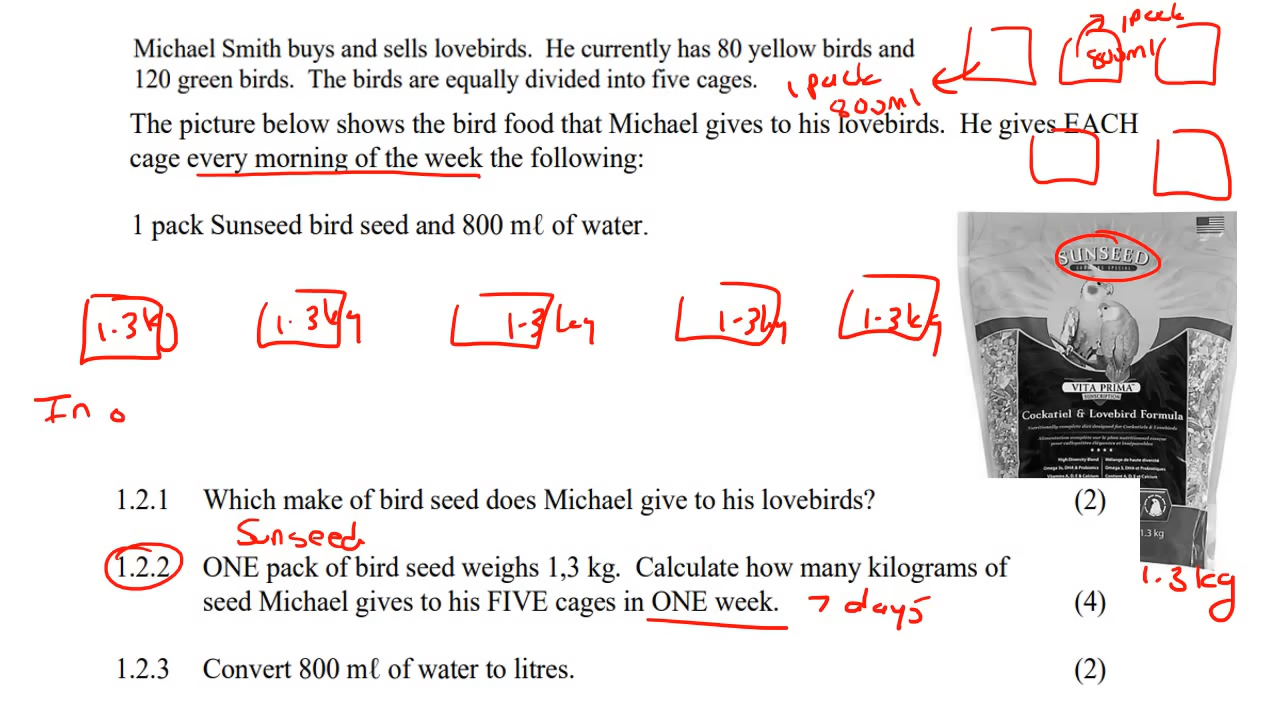 1 pack
800ml
Michael Smith buys and sells lovebirds. He currently has 80 yellow birds and
120 green birds. The birds are equally divided into five cages.
1 pack
800ml
The picture below shows the bird food that Michael gives to his lovebirds. He gives EACH
cage every morning of the week the following:
1 pack Sunseed bird seed and 800 mℓ of water.
SUNSEED
VITA PRIMA
Cockatiel & Lovebird Formula
1.3 kg
1.3kg 1.3kg 1.3kg 1.3kg 1.3kg
In o
1.2.1 Which make of bird seed does Michael give to his lovebirds? (2)
Sunseed
1.2.2 ONE pack of bird seed weighs 1,3 kg. Calculate how many kilograms of
seed Michael gives to his FIVE cages in ONE week. 7 days (4)
1.3kg
1.2.3 Convert 800 mℓ of water to litres. (2)